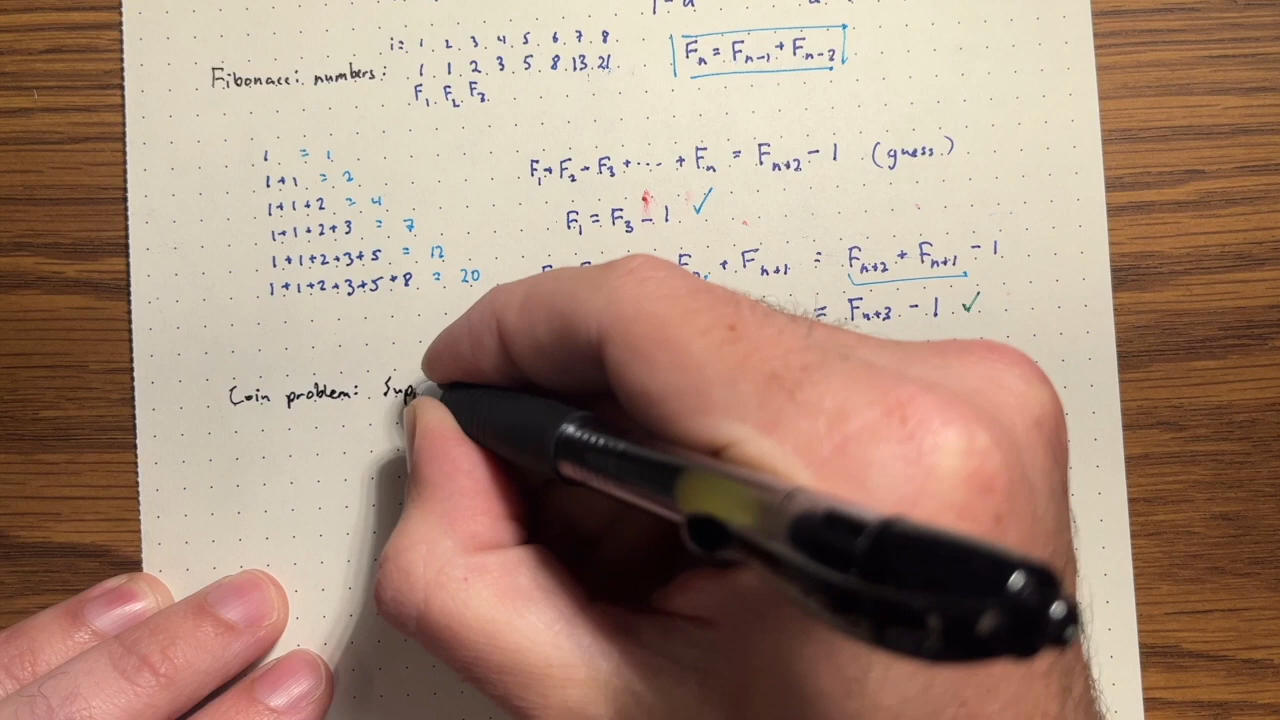 i: 1 2 3 4 5 6 7 8
Fibonacci numbers: 1 1 2 3 5 8 13 21
F₁ F₂ F₃
Fₙ = Fₙ₋₁ + Fₙ₋₂
1 = 1
1+1 = 2
1+1+2 = 4
1+1+2+3 = 7
1+1+2+3+5 = 12
1+1+2+3+5+8 = 20
F₁+F₂+F₃+⋯+Fₙ = Fₙ₊₂ − 1 (guess.)
F₁ = F₃ − 1 ✓
+ Fₙ₊₁ = Fₙ₊₂ + Fₙ₊₁ − 1
= Fₙ₊₃ − 1 ✓
Coin problem: Sup